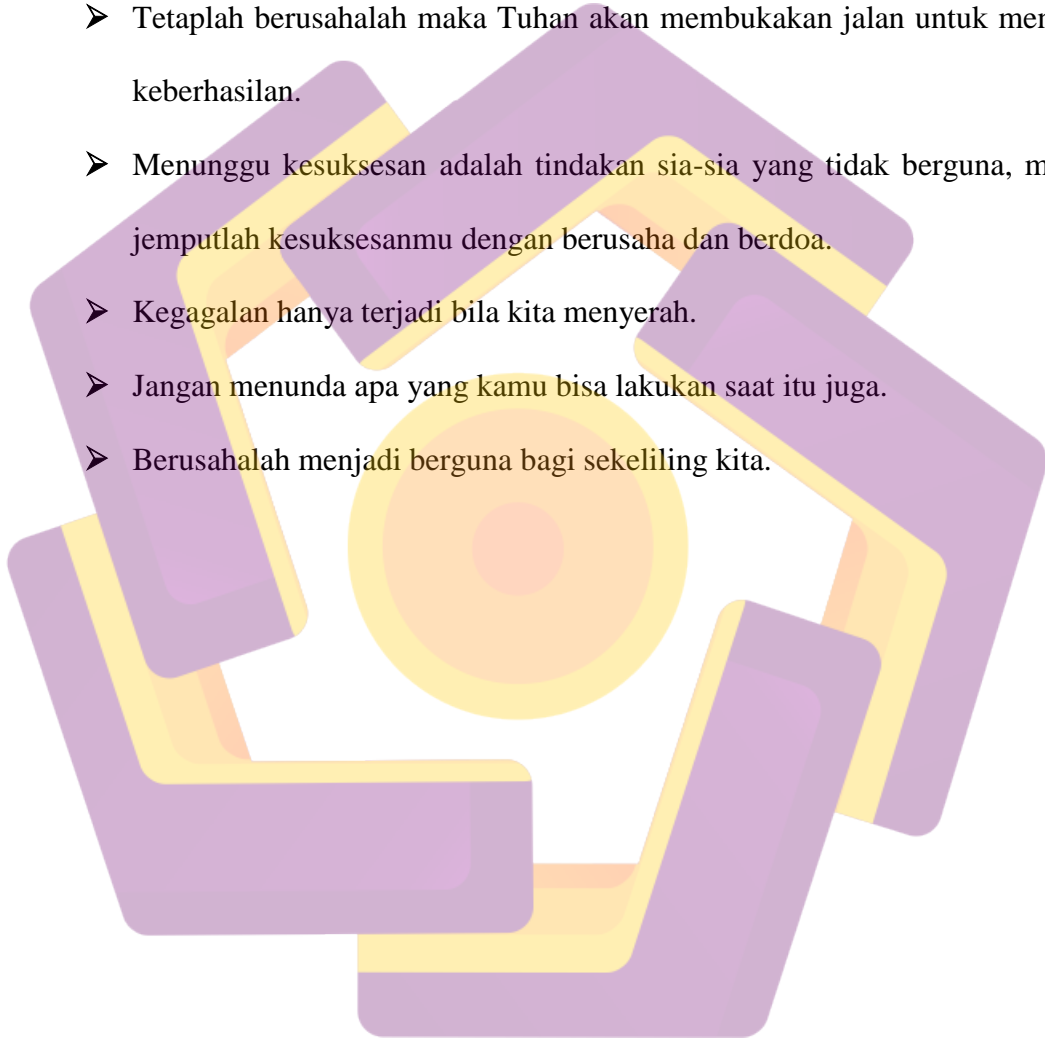 ➤ Tetaplah berusahalah maka Tuhan akan membukakan jalan untuk
keberhasilan.
➤ Menunggu kesuksesan adalah tindakan sia-sia yang tidak berguna,
jemputlah kesuksesanmu dengan berusaha dan berdoa.
➤ Kegagalan hanya terjadi bila kita menyerah.
➤ Jangan menunda apa yang kamu bisa lakukan saat itu juga.
➤ Berusahalah menjadi berguna bagi sekeliling kita.